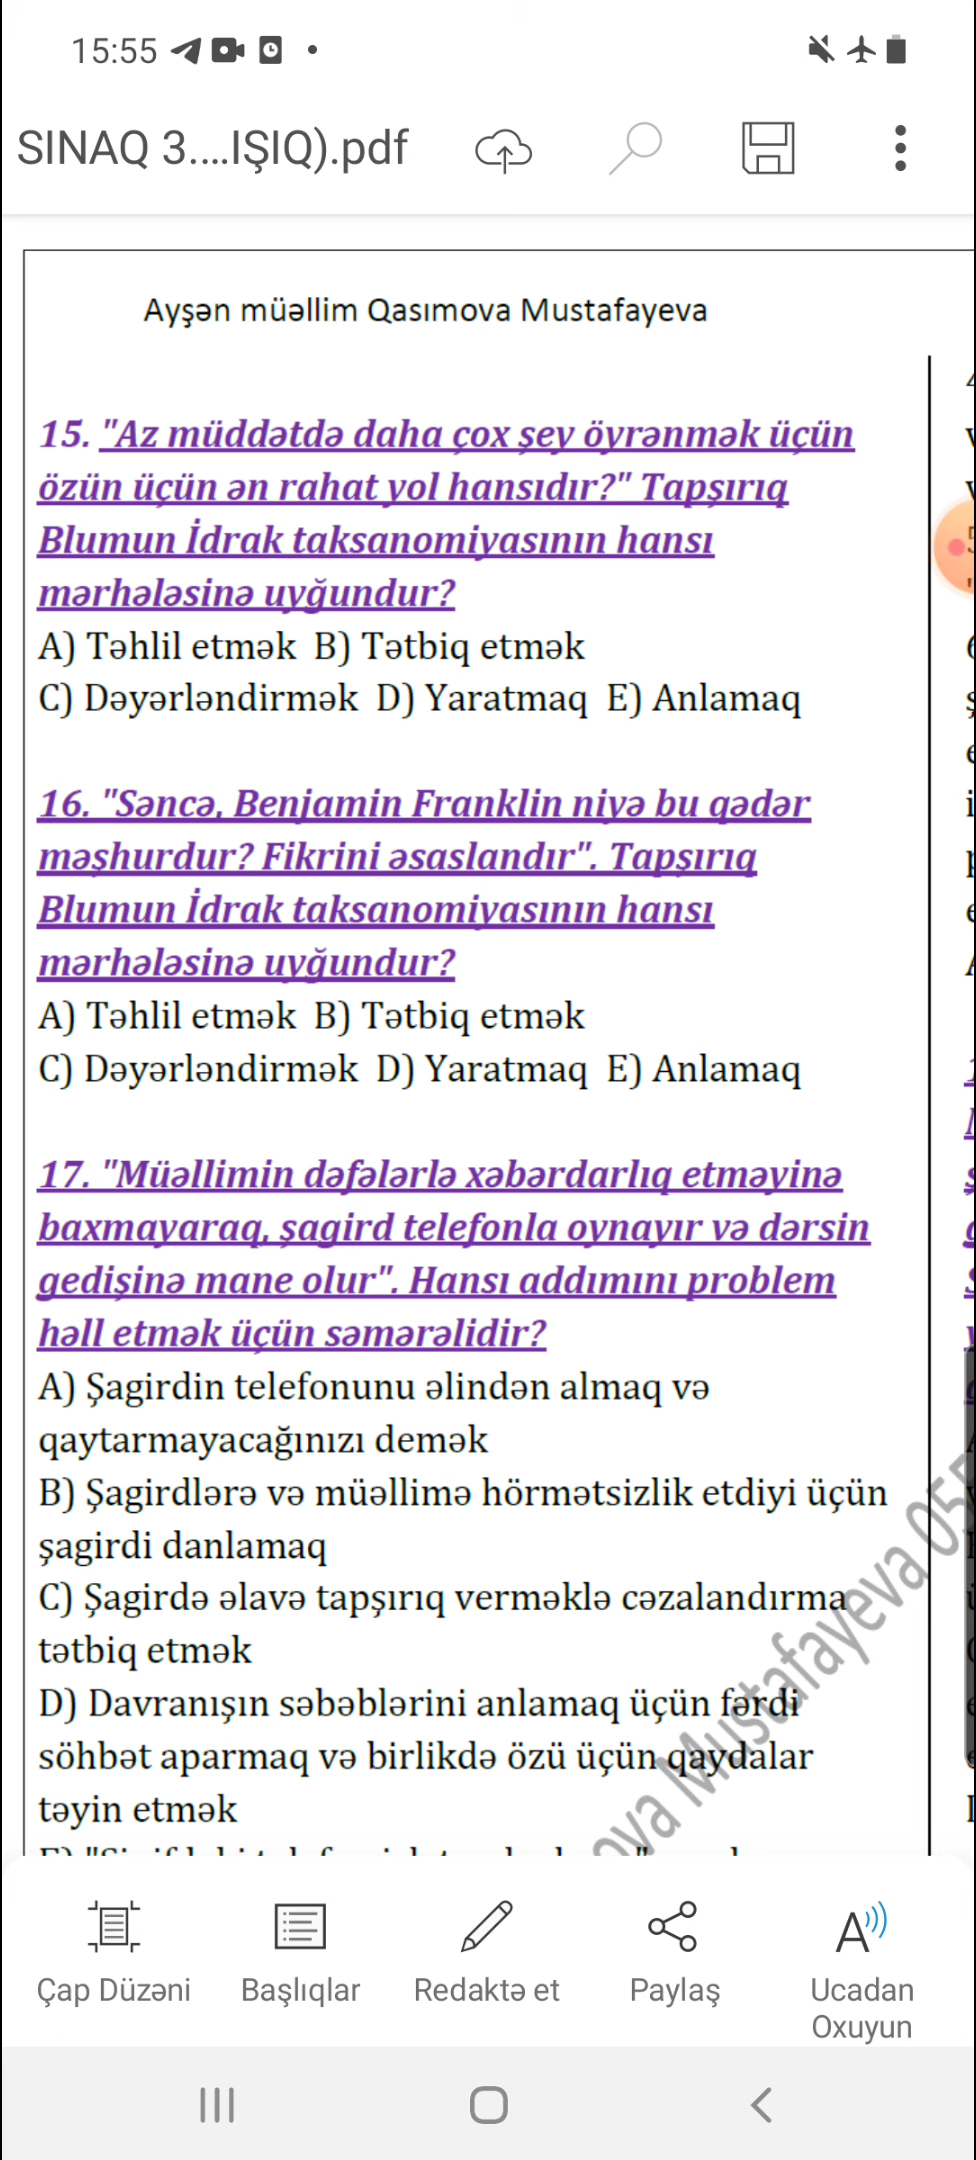 15:55
SINAQ 3....IŞIQ).pdf
Ayşən müəllim Qasımova Mustafayeva
15. "Az müddətdə daha çox şey öyrənmək üçün
özün üçün ən rahat yol hansıdır?" Tapşırıq
Blumun İdrak taksanomiyasının hansı
mərhələsinə uyğundur?
A) Təhlil etmək B) Tətbiq etmək
C) Dəyərləndirmək D) Yaratmaq E) Anlamaq
16. "Səncə, Benjamin Franklin niyə bu qədər
məşhurdur? Fikrini əsaslandır". Tapşırıq
Blumun İdrak taksanomiyasının hansı
mərhələsinə uyğundur?
A) Təhlil etmək B) Tətbiq etmək
C) Dəyərləndirmək D) Yaratmaq E) Anlamaq
17. "Müəllimin dəfələrlə xəbərdarlıq etməyinə
baxmayaraq, şagird telefonla oynayır və dərsin
gedişinə mane olur". Hansı addımını problem
həll etmək üçün səmərəlidir?
A) Şagirdin telefonunu əlindən almaq və
qaytarmayacağınızı demək
B) Şagirdlərə və müəllimə hörmətsizlik etdiyi üçün
şagirdi danlamaq
C) Şagirdə əlavə tapşırıq verməklə cəzalandırma
tətbiq etmək
D) Davranışın səbəblərini anlamaq üçün fərdi
söhbət aparmaq və birlikdə özü üçün qaydalar
təyin etmək
Mustafayeva
Çap Düzəni
Başlıqlar
Redaktə et
Paylaş
Ucadan
Oxuyun